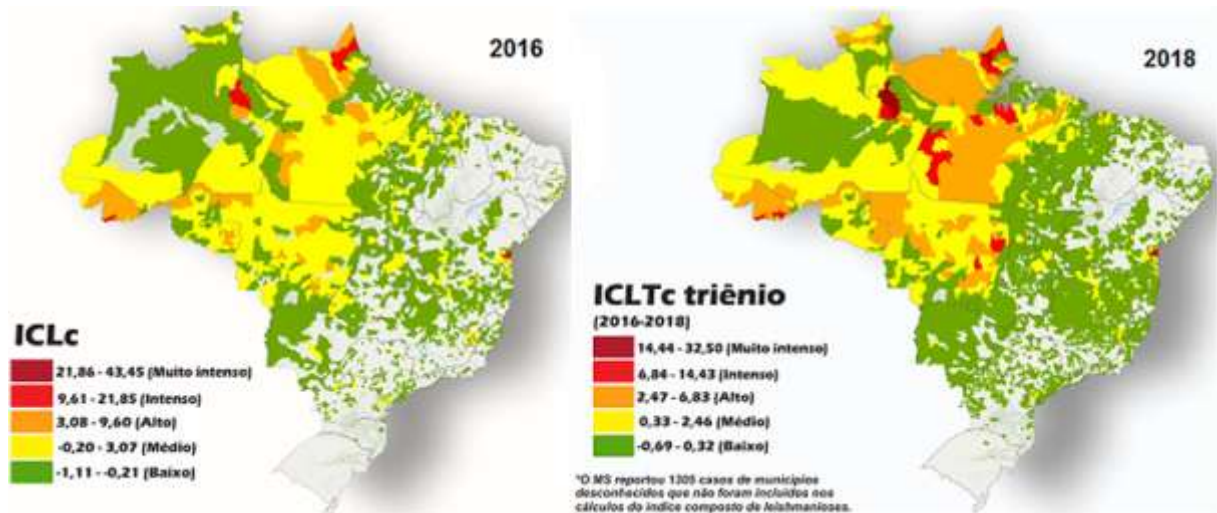 2016
ICLc
21,86 - 43,45 (Muito intenso)
9,61 - 21,85 (Intenso)
3,08 - 9,60 (Alto)
-0,20 - 3,07 (Médio)
-1,11 - -0,21 (Baixo)
2018
ICLTc triênio
(2016-2018)
14,44 - 32,50 (Muito intenso)
6,84 - 14,43 (Intenso)
2,47 - 6,83 (Alto)
0,33 - 2,46 (Médio)
-0,69 - 0,32 (Baixo)
*O MS reportou 1305 casos de municípios
desconhecidos que não foram incluídos nos
cálculos do índice composto de leishmanioses.